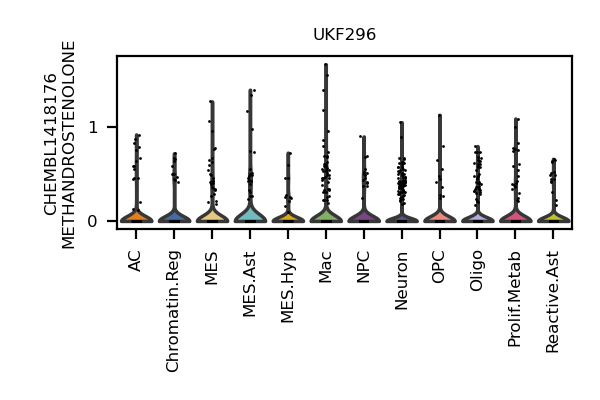 UKF296
CHEMBL1418176
METHANDROSTENOLONE
1
0
AC
Chromatin.Reg
MES
MES.Ast
MES.Hyp
Mac
NPC
Neuron
OPC
Oligo
Prolif.Metab
Reactive.Ast